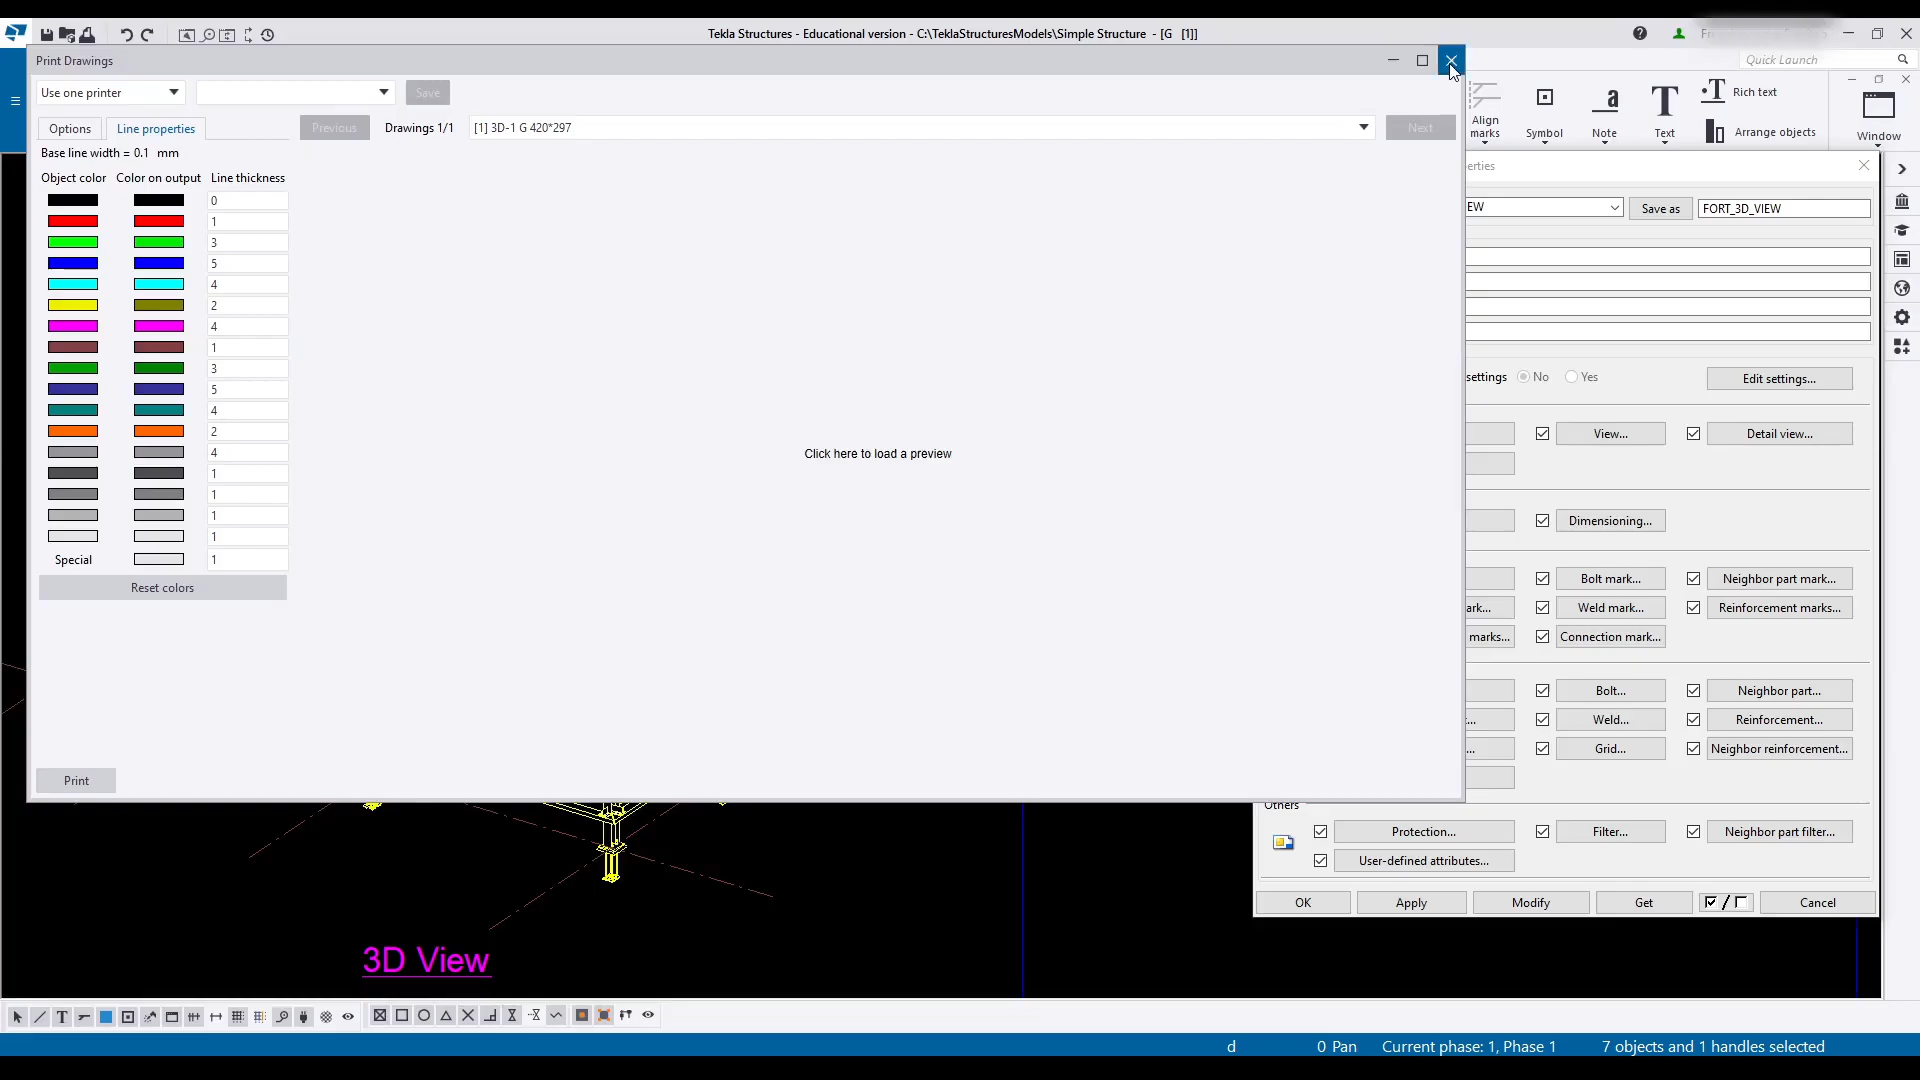 Tekla Structures - Educational version - C:\TeklaStructuresModels\Simple Structure - [G [1]]
Print Drawings
Quick Launch
Use one printer
Save
Align marks
Symbol
Note
Text
Rich text
Arrange objects
Window
Options
Line properties
Previous
Drawings 1/1
[1] 3D-1 G 420*297
Next
Base line width = 0.1 mm
Object color
Color on output
Line thickness
0
1
3
5
4
2
4
1
3
5
4
2
4
1
1
1
1
Special
1
Reset colors
Click here to load a preview
Print
erties
EW
Save as
FORT_3D_VIEW
settings
No
Yes
Edit settings...
View...
Detail view...
Dimensioning...
Bolt mark...
Neighbor part mark...
ark...
Weld mark...
Reinforcement marks...
marks...
Connection mark...
Bolt...
Neighbor part...
...
Weld...
Reinforcement...
...
Grid...
Neighbor reinforcement...
Others
Protection...
Filter...
Neighbor part filter...
User-defined attributes...
OK
Apply
Modify
Get
/
Cancel
3D View
d
0 Pan
Current phase: 1, Phase 1
7 objects and 1 handles selected